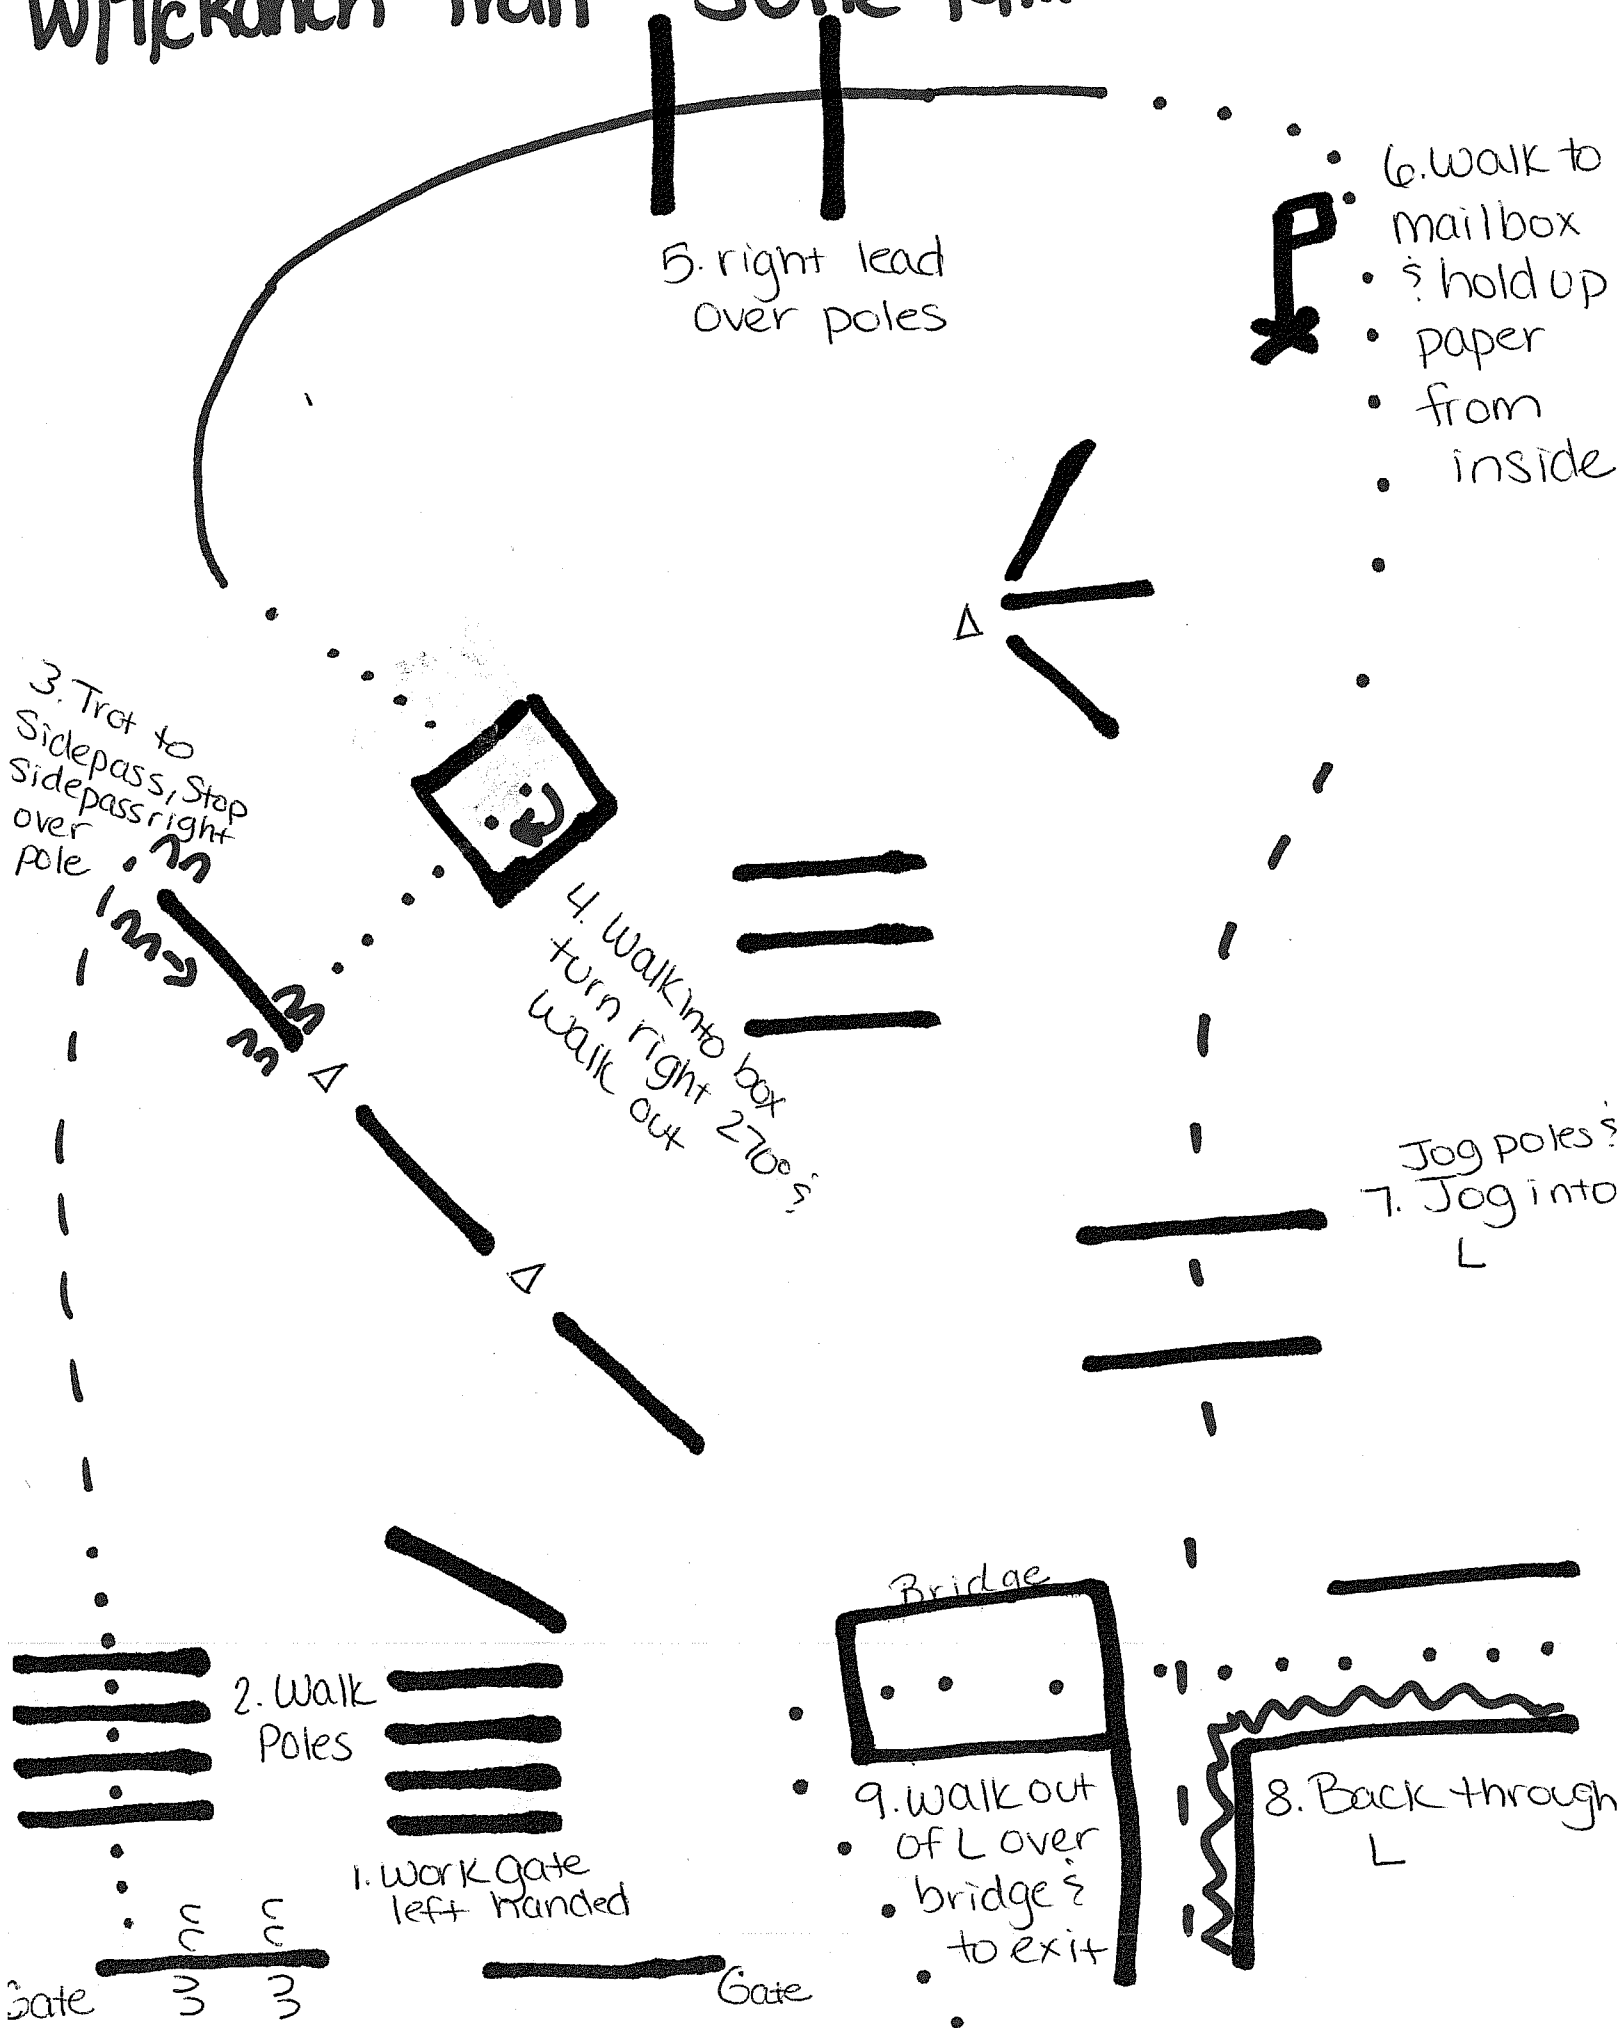 Trail
5. right lead
over poles
6. Walk to
mailbox
& hold up
paper
from
inside
3. Trot to
Sidepass, Stop
sidepass right
over
pole
4. Walk into box
turn right 270° &
walk out
Jog poles &
7. Jog into
L
Bridge
2. Walk
Poles
9. Walk out
of L over
bridge &
to exit
8. Back through
L
1. Work gate
left handed
Gate
Gate